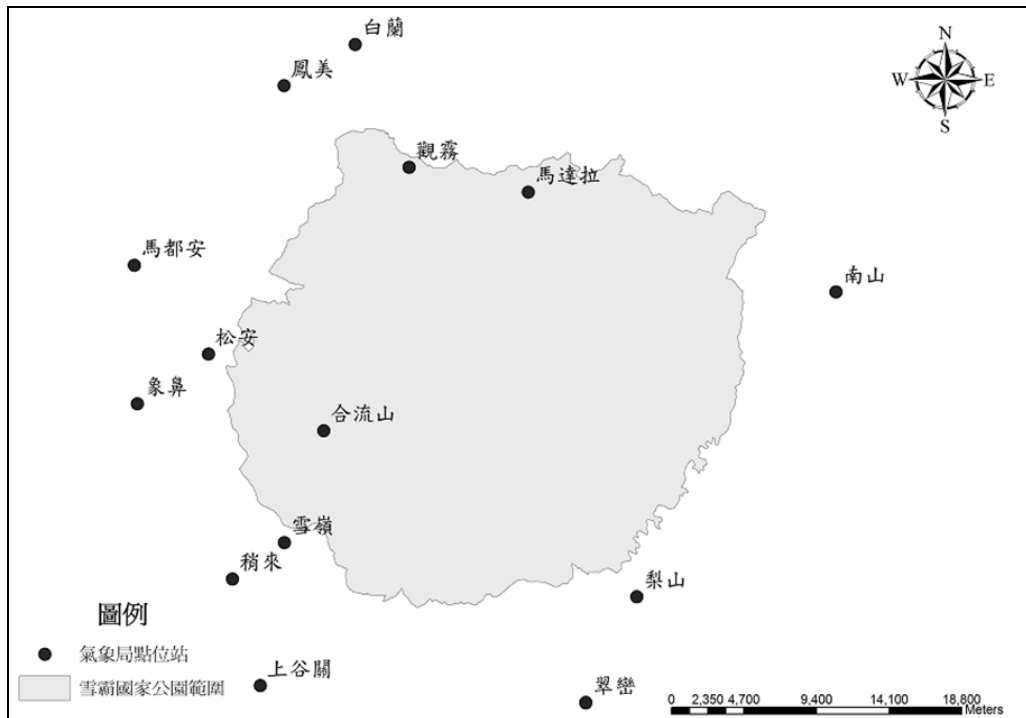 白蘭
鳳美
N
W E
S
觀霧
馬達拉
馬都安
南山
松安
象鼻
合流山
雪嶺
稍來
梨山
圖例
氣象局點位站
上谷關
雪霸國家公園範圍
翠巒
0 2,350 4,700 9,400 14,100 18,800
Meters